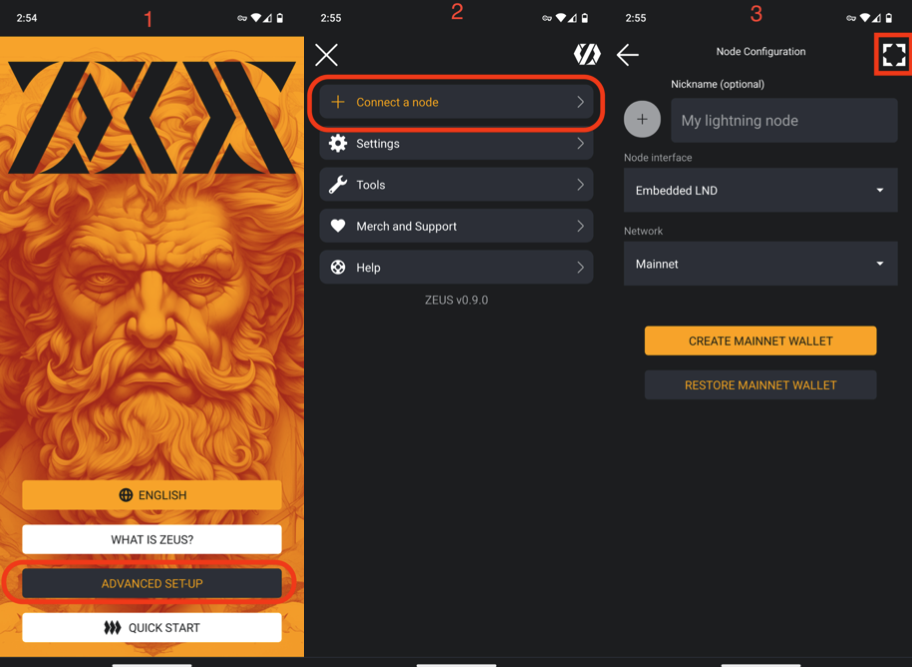 2:54
1
ZEUS
ENGLISH
WHAT IS ZEUS?
ADVANCED SET-UP
QUICK START
2:55
2
Connect a node
Settings
Tools
Merch and Support
Help
ZEUS v0.9.0
2:55
3
Node Configuration
Nickname (optional)
My lightning node
Node interface
Embedded LND
Network
Mainnet
CREATE MAINNET WALLET
RESTORE MAINNET WALLET